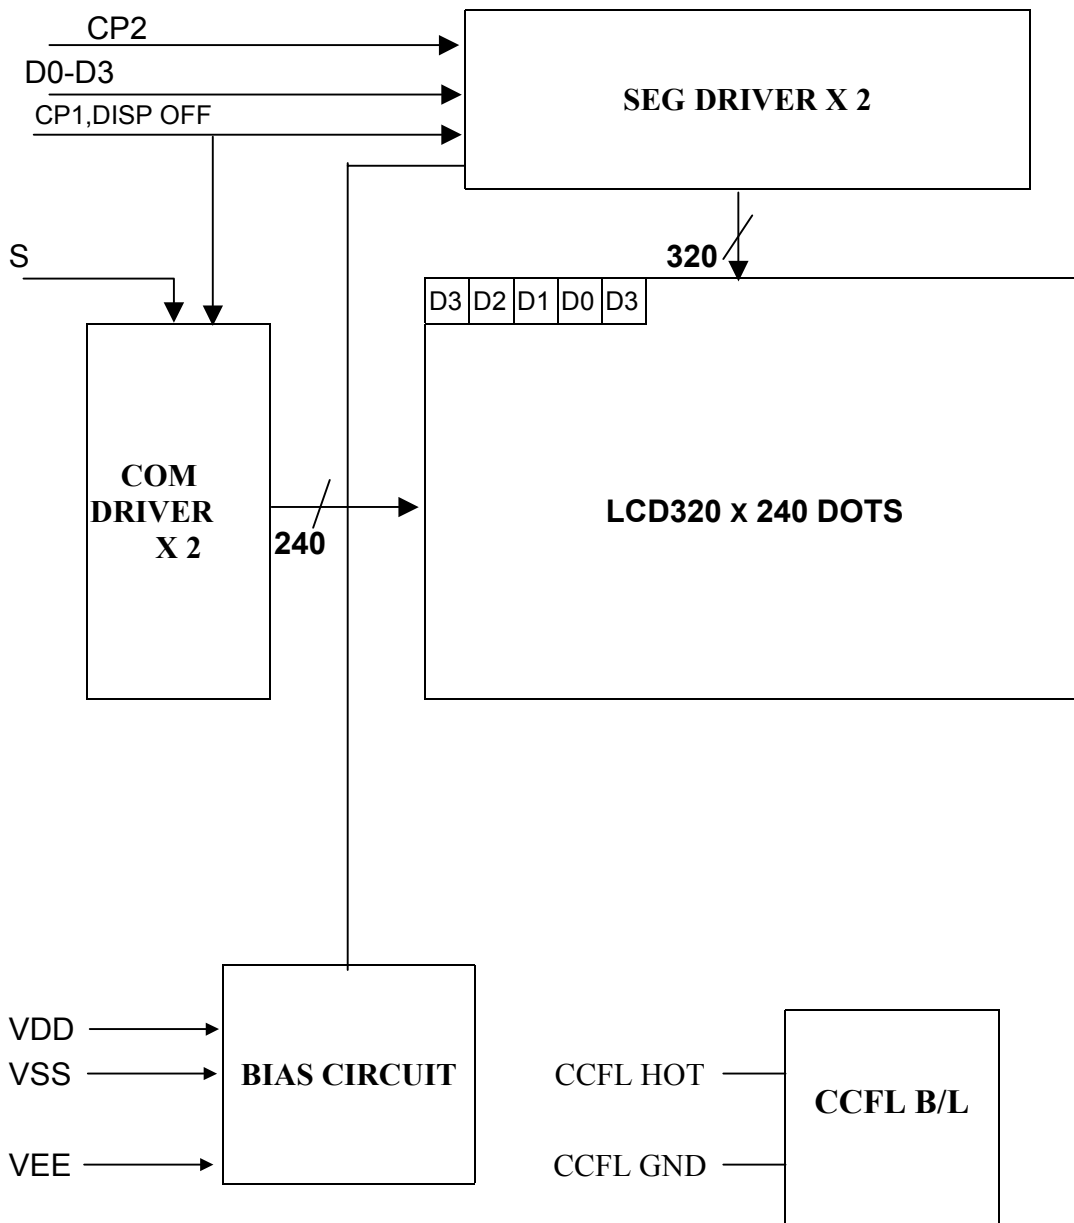 CP2
D0-D3
CP1,DISP OFF
SEG DRIVER X 2
S
320
D3 D2 D1 D0 D3
COM
DRIVER
X 2
240
LCD320 X 240 DOTS
VDD
VSS
VEE
BIAS CIRCUIT
CCFL HOT
CCFL GND
CCFL B/L